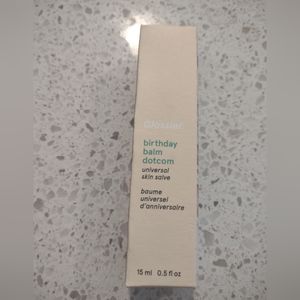 Glossier
birthday
balm
dotcom
universal
skin salve
baume
universel
d'anniversaire
15 ml 0.5 fl oz